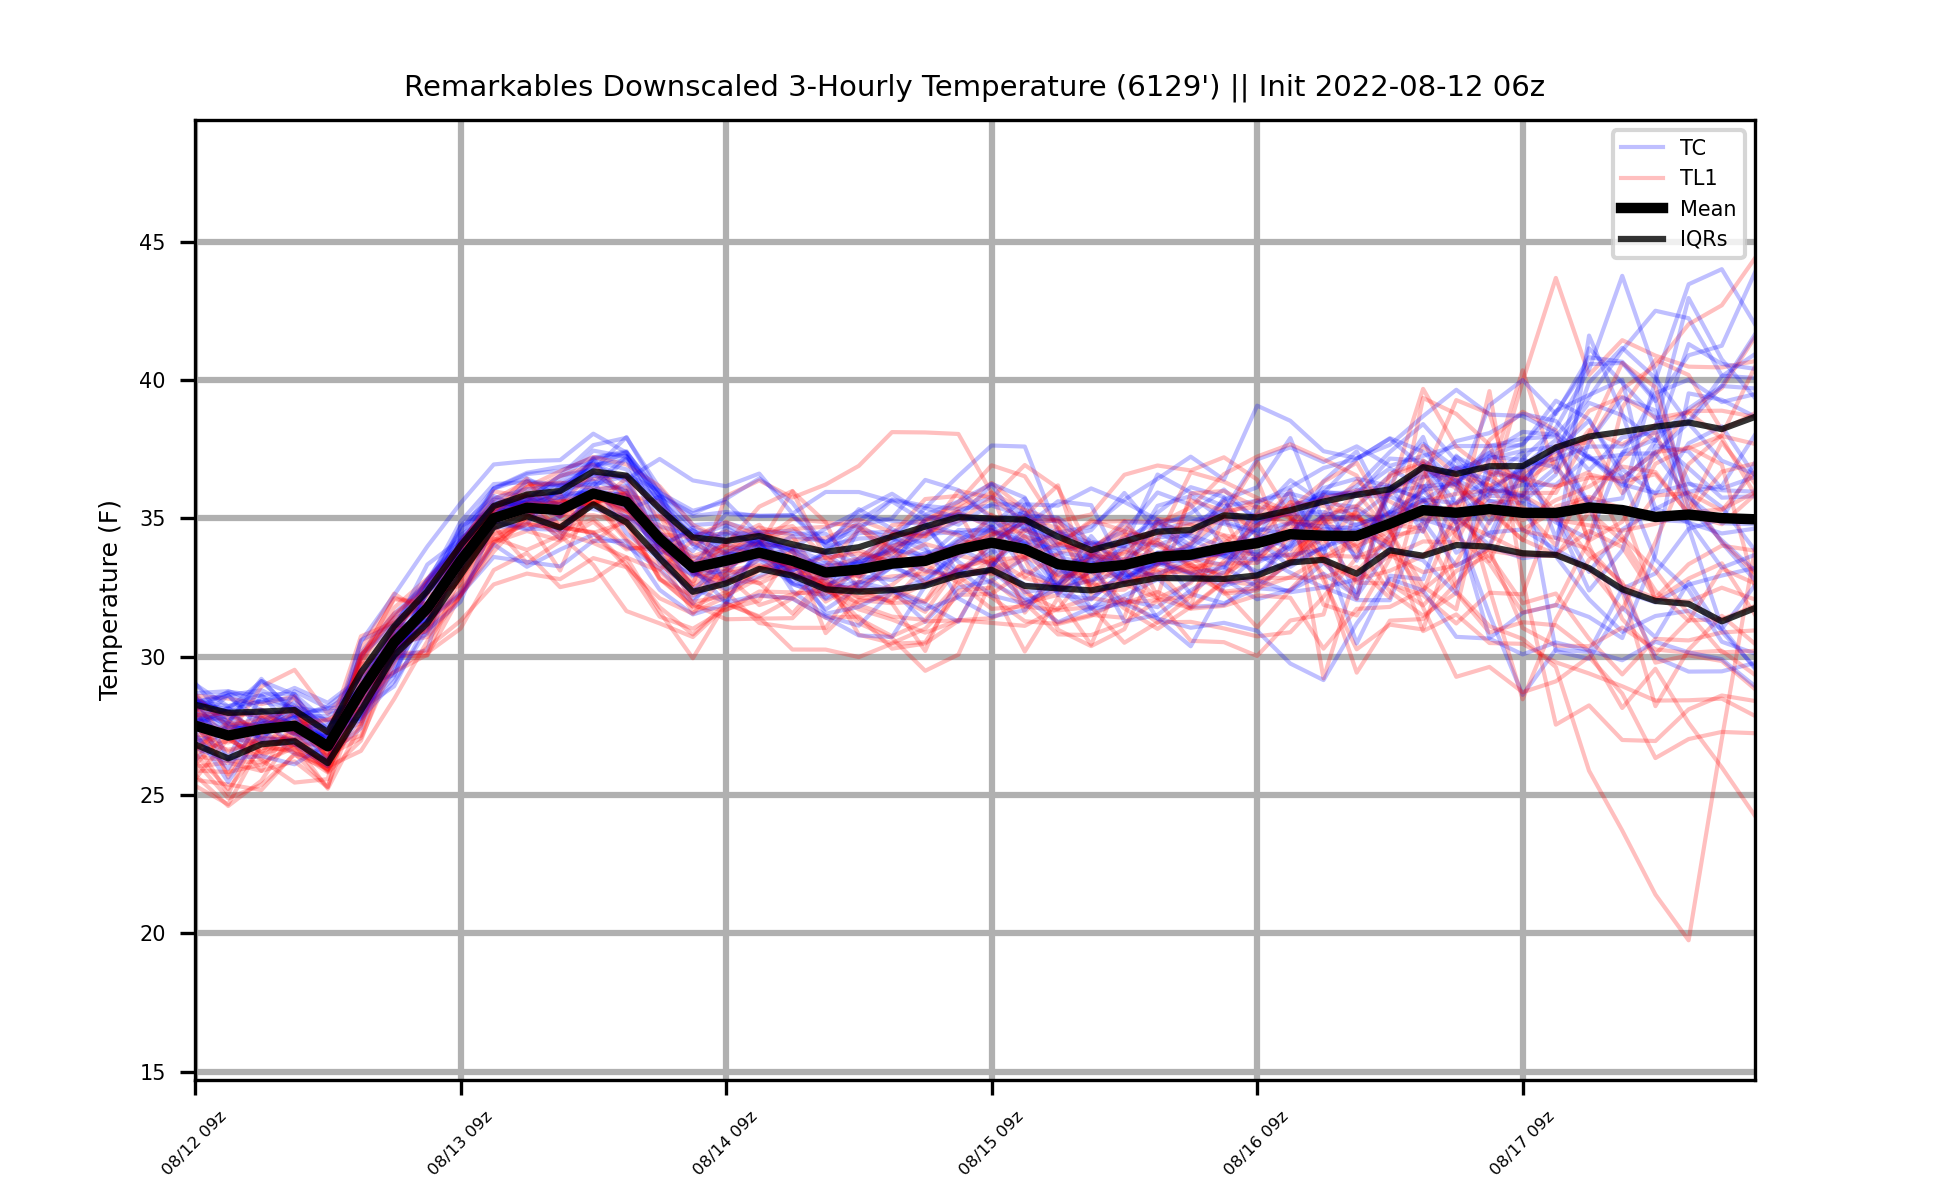 Remarkables Downscaled 3-Hourly Temperature (6129') || Init 2022-08-12 06z
TC
TL1
Mean
IQRs
Temperature (F)
45
40
35
30
25
20
15
08/12 09z
08/13 09z
08/14 09z
08/15 09z
08/16 09z
08/17 09z